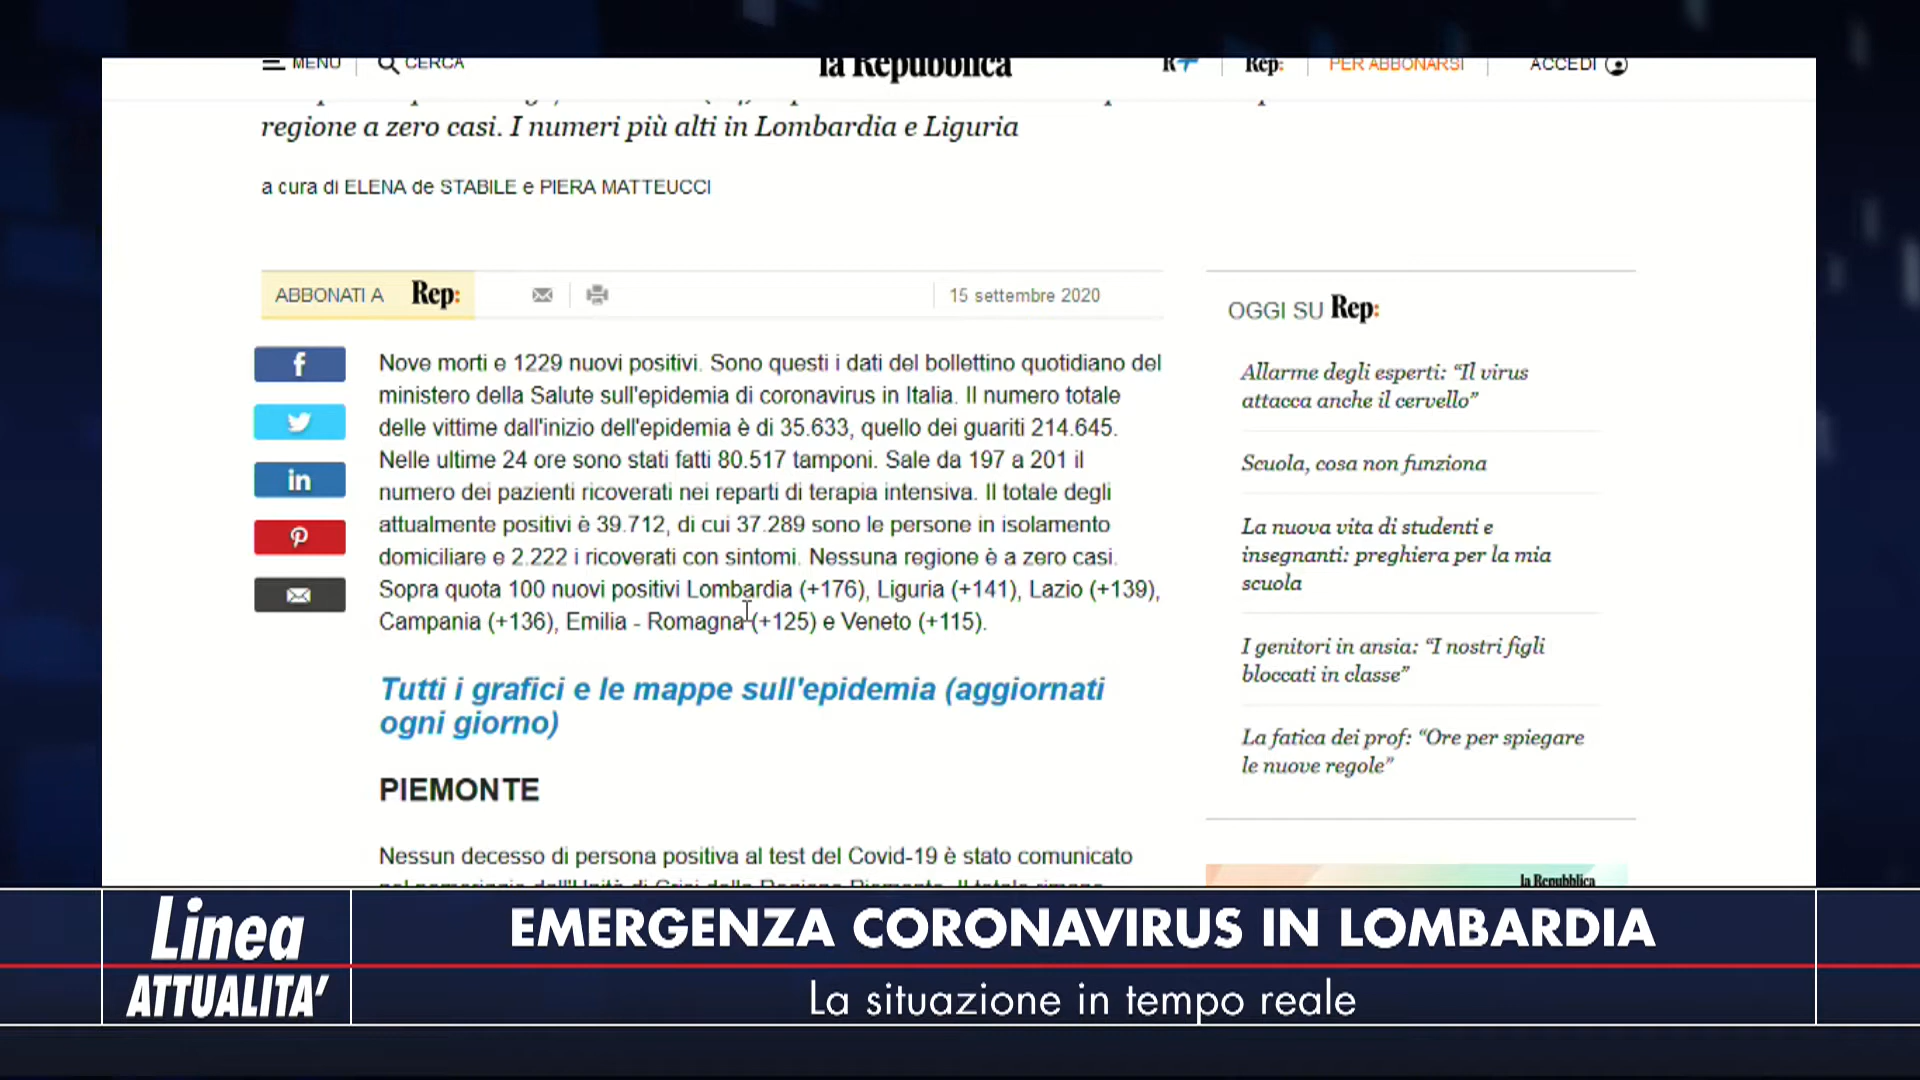 MENU
CERCA
la Repubblica
R+
Rep:
PER ABBONARSI
ACCEDI
regione a zero casi. I numeri più alti in Lombardia e Liguria
a cura di ELENA de STABILE e PIERA MATTEUCCI
ABBONATI A Rep:
15 settembre 2020
Nove morti e 1229 nuovi positivi. Sono questi i dati del bollettino quotidiano del
ministero della Salute sull'epidemia di coronavirus in Italia. Il numero totale
delle vittime dall'inizio dell'epidemia è di 35.633, quello dei guariti 214.645.
Nelle ultime 24 ore sono stati fatti 80.517 tamponi. Sale da 197 a 201 il
numero dei pazienti ricoverati nei reparti di terapia intensiva. Il totale degli
attualmente positivi è 39.712, di cui 37.289 sono le persone in isolamento
domiciliare e 2.222 i ricoverati con sintomi. Nessuna regione è a zero casi.
Sopra quota 100 nuovi positivi Lombardia (+176), Liguria (+141), Lazio (+139),
Campania (+136), Emilia - Romagna (+125) e Veneto (+115).
Tutti i grafici e le mappe sull'epidemia (aggiornati
ogni giorno)
PIEMONTE
Nessun decesso di persona positiva al test del Covid-19 è stato comunicato
OGGI SU Rep:
Allarme degli esperti: “Il virus
attacca anche il cervello”
Scuola, cosa non funziona
La nuova vita di studenti e
insegnanti: preghiera per la mia
scuola
I genitori in ansia: “I nostri figli
bloccati in classe”
La fatica dei prof: “Ore per spiegare
le nuove regole”
la Repubblica
Linea
ATTUALITA’
EMERGENZA CORONAVIRUS IN LOMBARDIA
La situazione in tempo reale